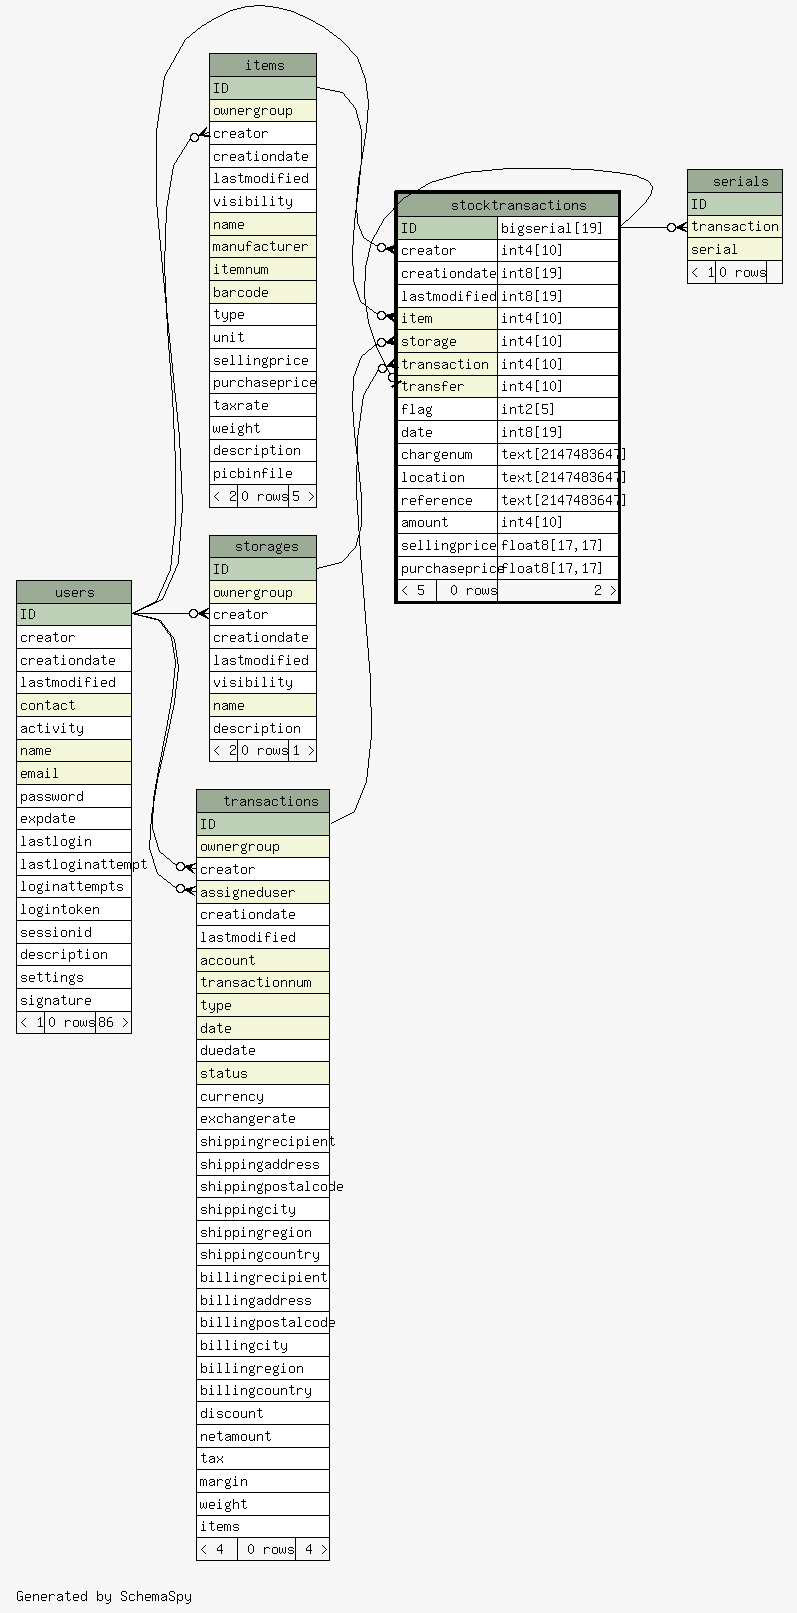 items
ID
ownergroup
creator
creationdate
lastmodified
visibility
name
manufacturer
itemnum
barcode
type
unit
sellingprice
purchaseprice
taxrate
weight
description
picbinfile
< 2 0 rows 5 >
stocktransactions
ID bigserial[19]
creator int4[10]
creationdate int8[19]
lastmodified int8[19]
item int4[10]
storage int4[10]
transaction int4[10]
transfer int4[10]
flag int2[5]
date int8[19]
chargenum text[2147483647]
location text[2147483647]
reference text[2147483647]
amount int4[10]
sellingprice float8[17,17]
purchaseprice float8[17,17]
< 5 0 rows 2 >
serials
ID
transaction
serial
< 1 0 rows
storages
ID
ownergroup
creator
creationdate
lastmodified
visibility
name
description
< 2 0 rows 1 >
users
ID
creator
creationdate
lastmodified
contact
activity
name
email
password
expdate
lastlogin
lastloginattempt
loginattempts
logintoken
sessionid
description
settings
signature
< 1 0 rows 86 >
transactions
ID
ownergroup
creator
assigneduser
creationdate
lastmodified
account
transactionnum
type
date
duedate
status
currency
exchangerate
shippingrecipient
shippingaddress
shippingpostalcode
shippingcity
shippingregion
shippingcountry
billingrecipient
billingaddress
billingpostalcode
billingcity
billingregion
billingcountry
discount
netamount
tax
margin
weight
items
< 4 0 rows 4 >
Generated by SchemaSpy